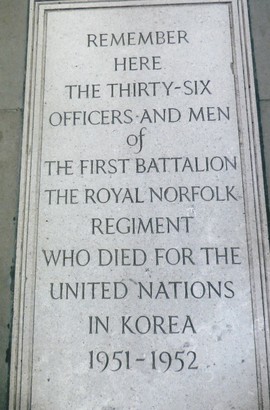 REMEMBER
HERE
THE THIRTY-SIX
OFFICERS AND MEN
of
THE FIRST BATTALION
THE ROYAL NORFOLK
REGIMENT
WHO DIED FOR THE
UNITED NATIONS
IN KOREA
1951-1952